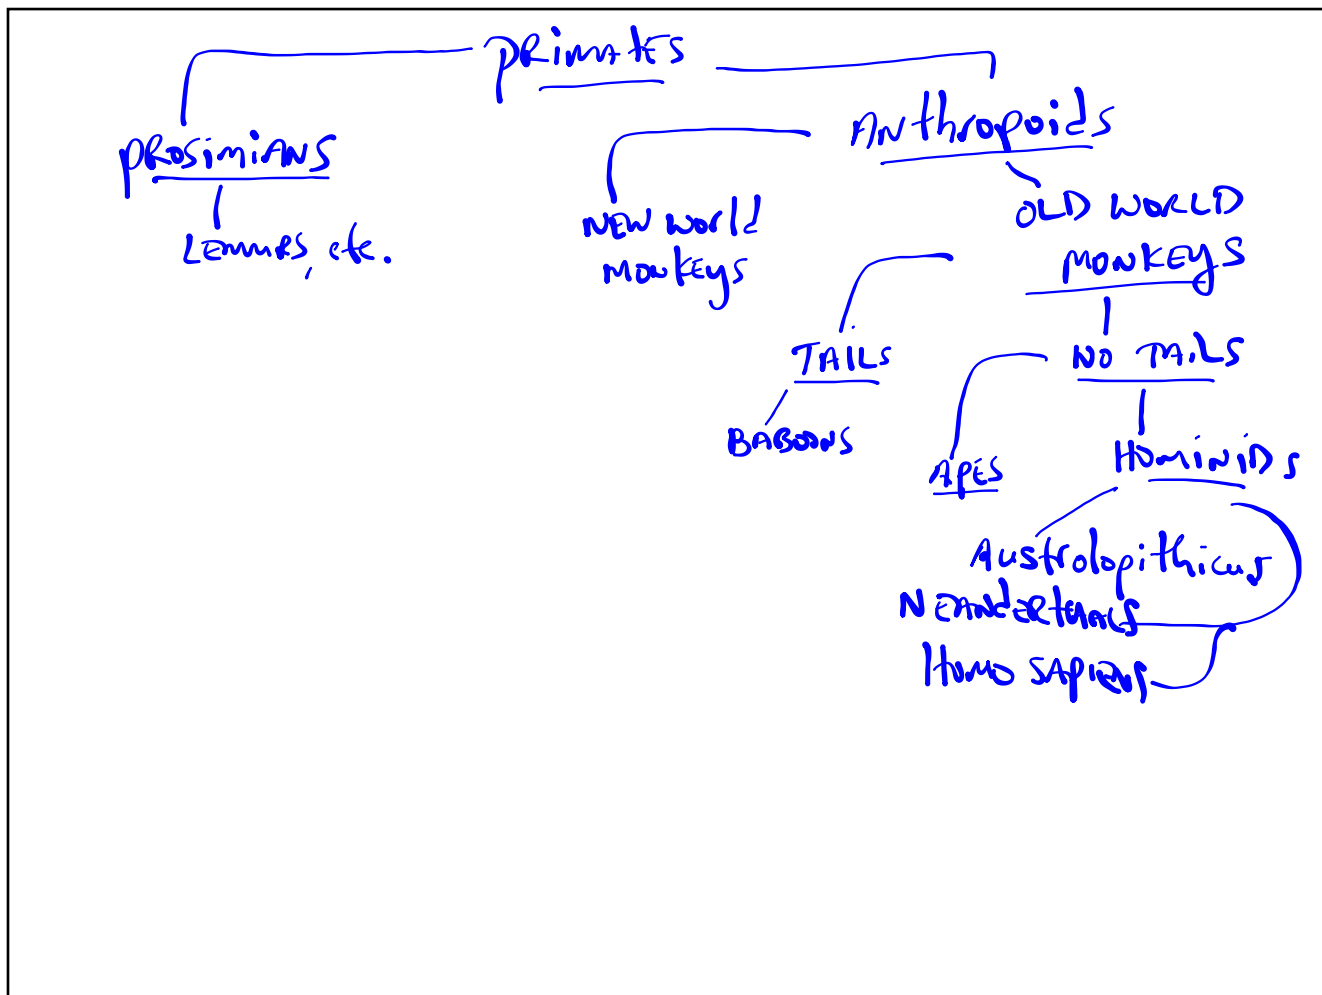 PRIMATES
PROSIMIANS
LEMURS, etc.
ANthropoids
NEW World
MONKEYS
OLD WORLD
MONKEYS
TAILS
BABOONS
NO TAILS
APES
HOMINIDS
Australopithicus
NEANDERTHALS
HOMO SAPIENS